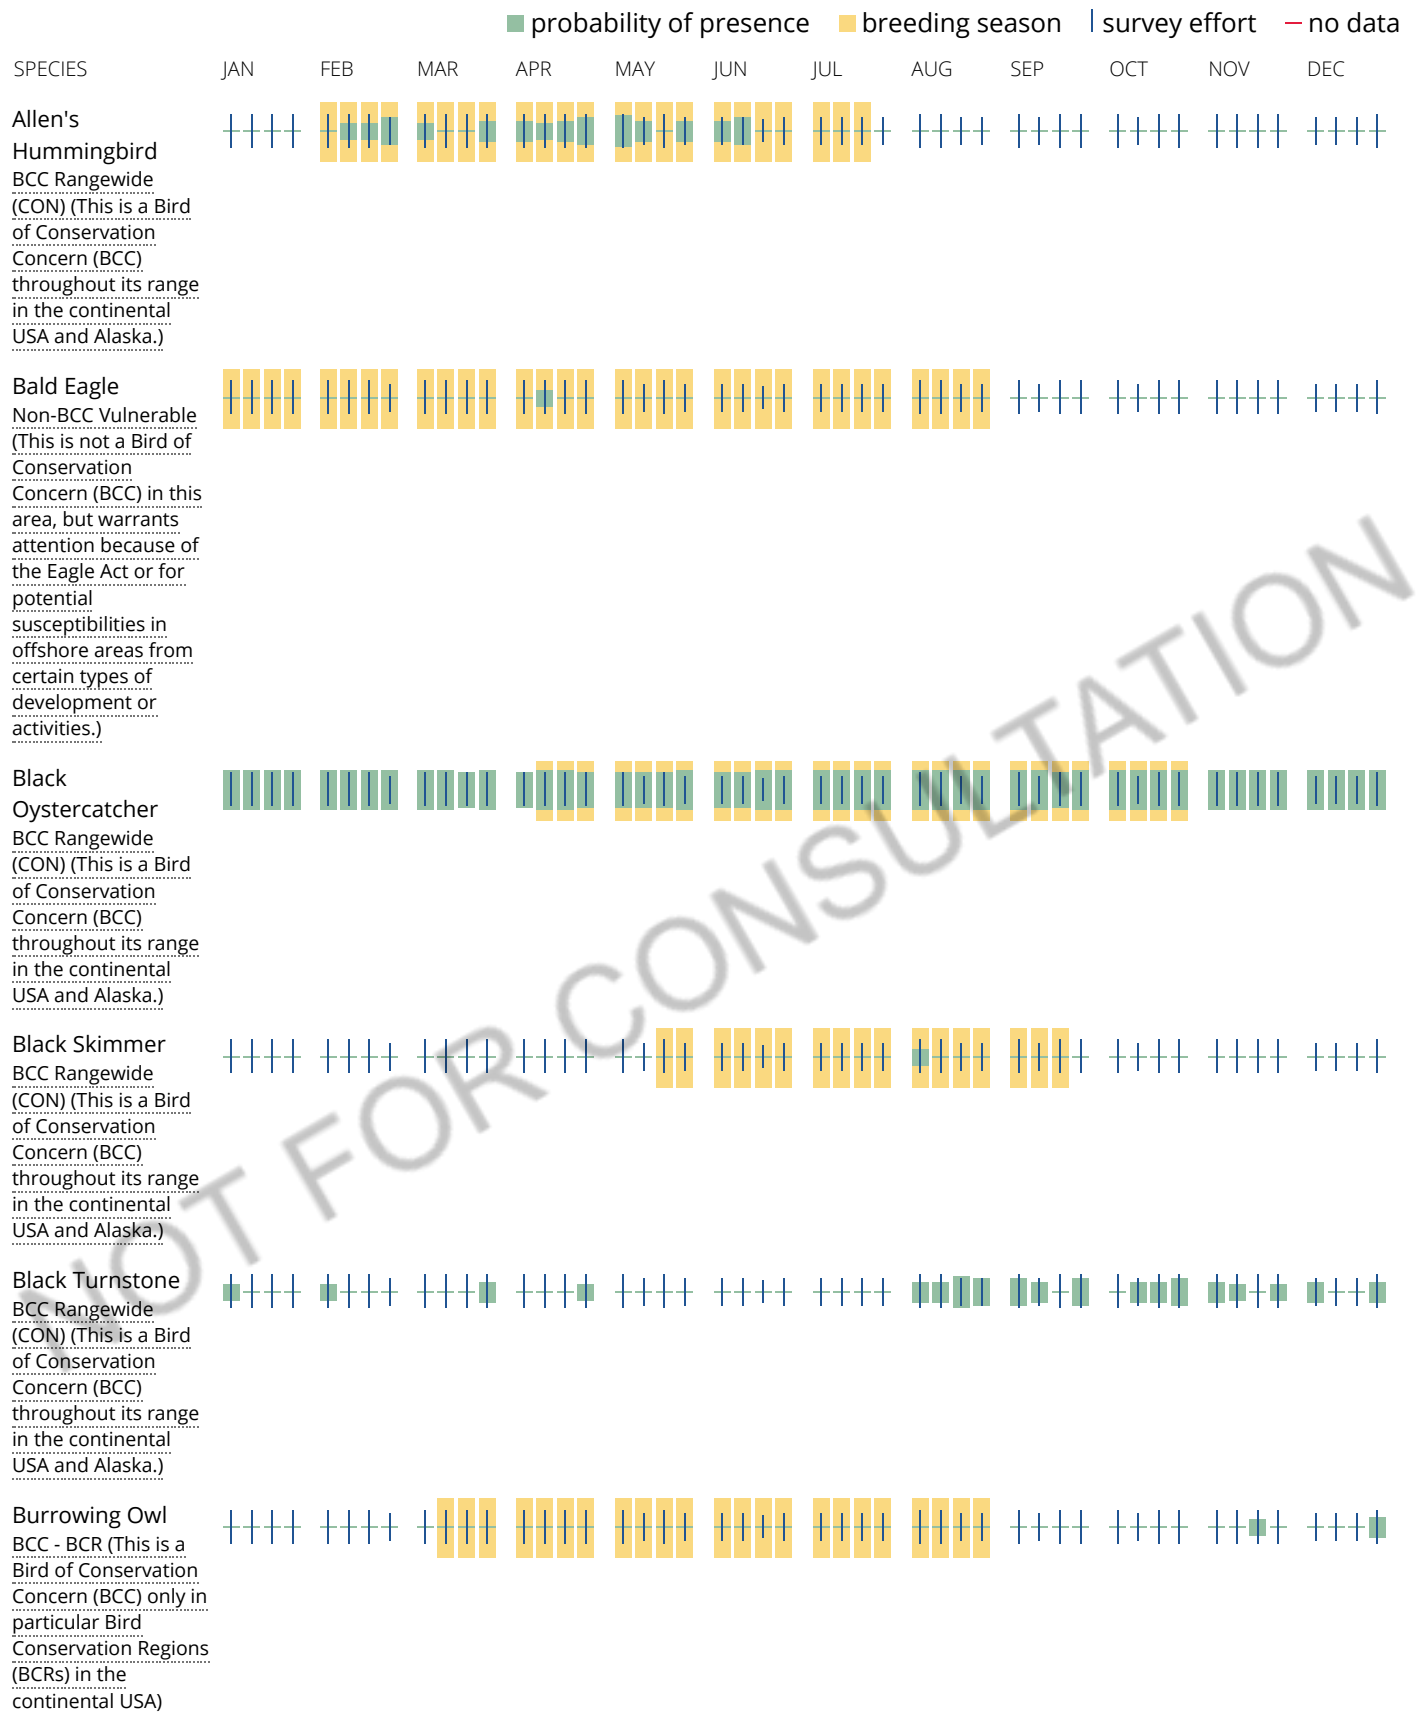 probability of presence breeding season survey effort no data
SPECIES JAN FEB MAR APR MAY JUN JUL AUG SEP OCT NOV DEC
Allen's
Hummingbird
BCC Rangewide
(CON) (This is a Bird
of Conservation
Concern (BCC)
throughout its range
in the continental
USA and Alaska.)
Bald Eagle
Non-BCC Vulnerable
(This is not a Bird of
Conservation
Concern (BCC) in this
area, but warrants
attention because of
the Eagle Act or for
potential
susceptibilities in
offshore areas from
certain types of
development or
activities.)
Black
Oystercatcher
BCC Rangewide
(CON) (This is a Bird
of Conservation
Concern (BCC)
throughout its range
in the continental
USA and Alaska.)
Black Skimmer
BCC Rangewide
(CON) (This is a Bird
of Conservation
Concern (BCC)
throughout its range
in the continental
USA and Alaska.)
Black Turnstone
BCC Rangewide
(CON) (This is a Bird
of Conservation
Concern (BCC)
throughout its range
in the continental
USA and Alaska.)
Burrowing Owl
BCC - BCR (This is a
Bird of Conservation
Concern (BCC) only in
particular Bird
Conservation Regions
(BCRs) in the
continental USA)
NOT FOR CONSULTATION